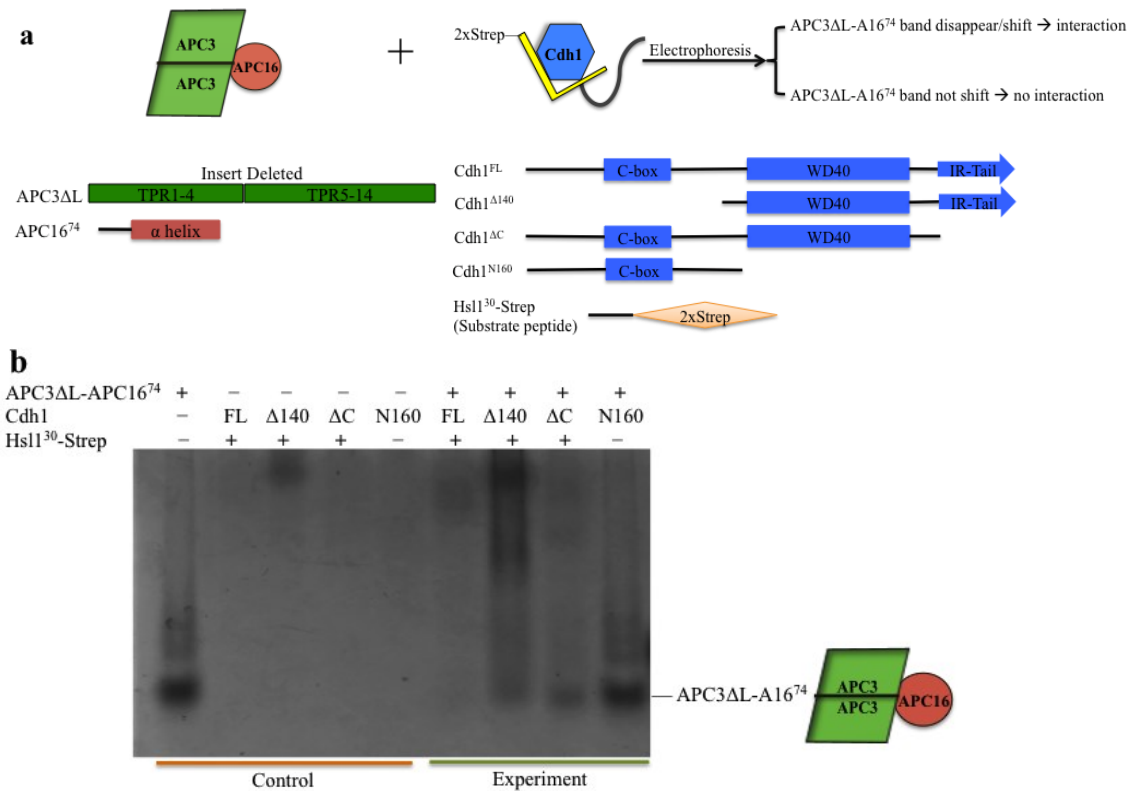 a
APC3
APC3
APC16
+
2xStrep
Cdh1
Electrophoresis
APC3ΔL-A16⁷⁴ band disappear/shift → interaction
APC3ΔL-A16⁷⁴ band not shift → no interaction
Insert Deleted
APC3ΔL TPR1-4 TPR5-14
APC16⁷⁴ α helix
Cdh1ᶠᴸ C-box WD40 IR-Tail
Cdh1^Δ140 WD40 IR-Tail
Cdh1^ΔC C-box WD40
Cdh1^N160 C-box
Hsl1³⁰-Strep
(Substrate peptide)
2xStrep
b
APC3ΔL-APC16⁷⁴ + − − − − + + + +
Cdh1 − FL Δ140 ΔC N160 FL Δ140 ΔC N160
Hsl1³⁰-Strep − + + + − + + + −
APC3ΔL-A16⁷⁴
APC3
APC3
APC16
Control
Experiment